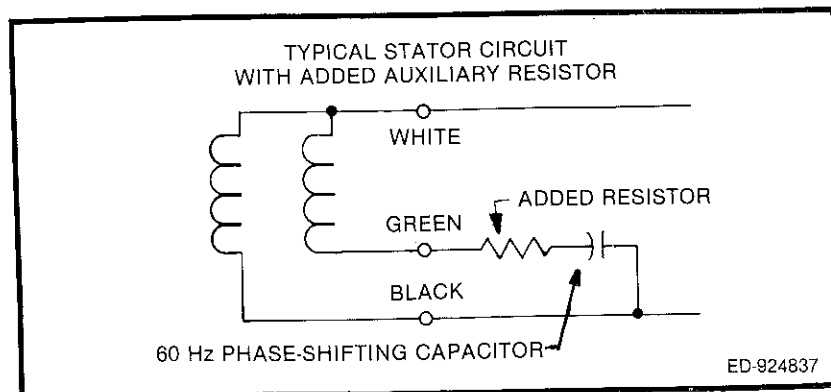 TYPICAL STATOR CIRCUIT
WITH ADDED AUXILIARY RESISTOR
WHITE
ADDED RESISTOR
GREEN
BLACK
60 Hz PHASE-SHIFTING CAPACITOR
ED-924837